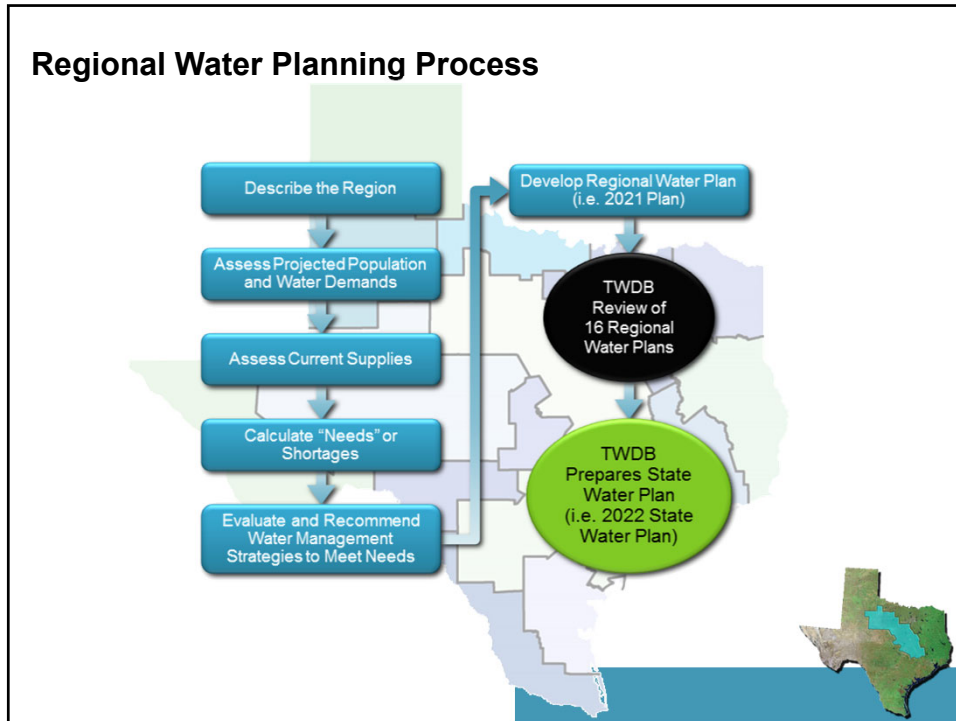 Regional Water Planning Process
Describe the Region
Assess Projected Population
and Water Demands
Assess Current Supplies
Calculate “Needs” or
Shortages
Evaluate and Recommend
Water Management
Strategies to Meet Needs
Develop Regional Water Plan
(i.e. 2021 Plan)
TWDB
Review of
16 Regional
Water Plans
TWDB
Prepares State
Water Plan
(i.e. 2022 State
Water Plan)